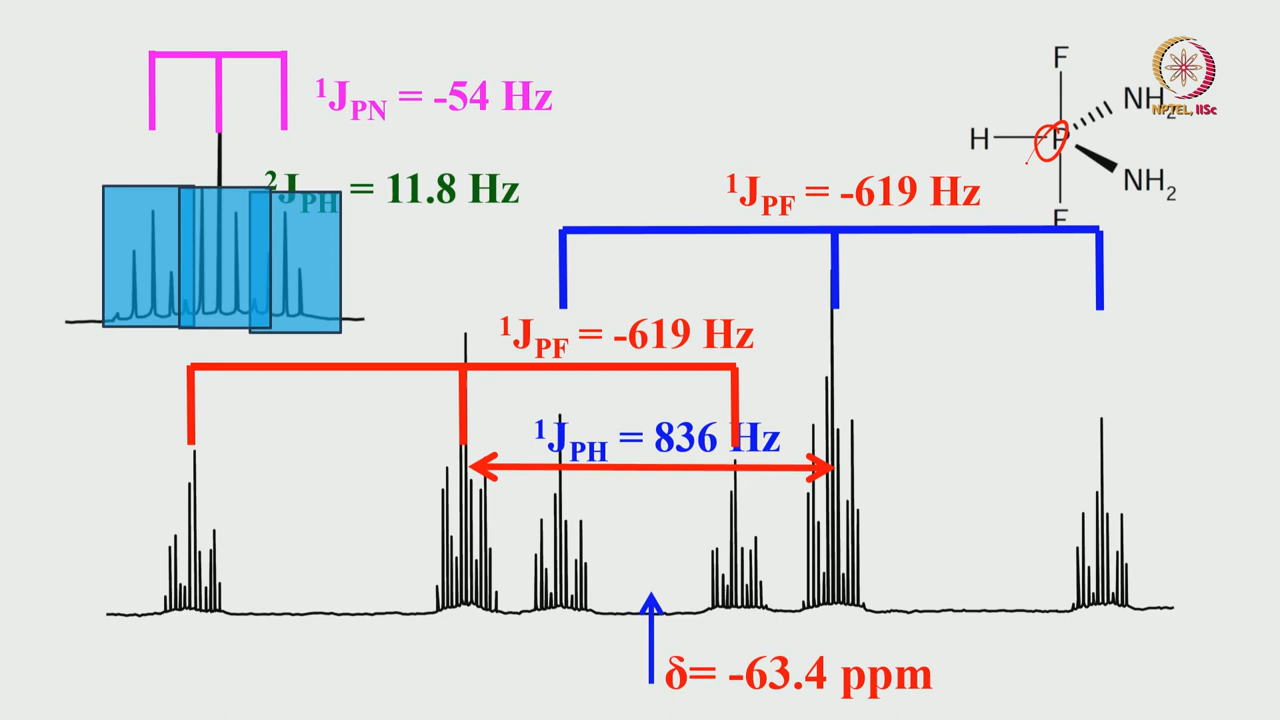 ¹J_PN = -54 Hz
²J_PH = 11.8 Hz
¹J_PF = -619 Hz
¹J_PF = -619 Hz
¹J_PH = 836 Hz
δ= -63.4 ppm
F
NH₂
H P
NH₂
F
NPTEL, IISc